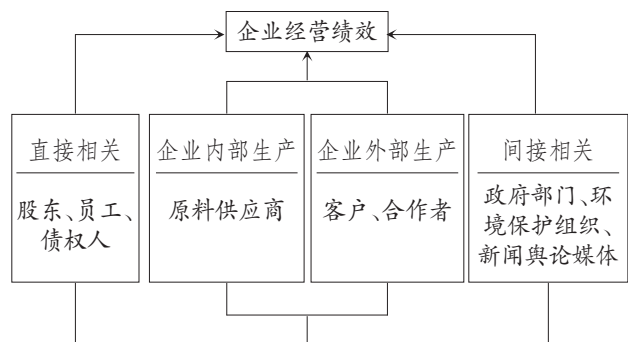 企业经营绩效
直接相关
股东、员工、
债权人
企业内部生产
原料供应商
企业外部生产
客户、合作者
间接相关
政府部门、环
境保护组织、
新闻舆论媒体